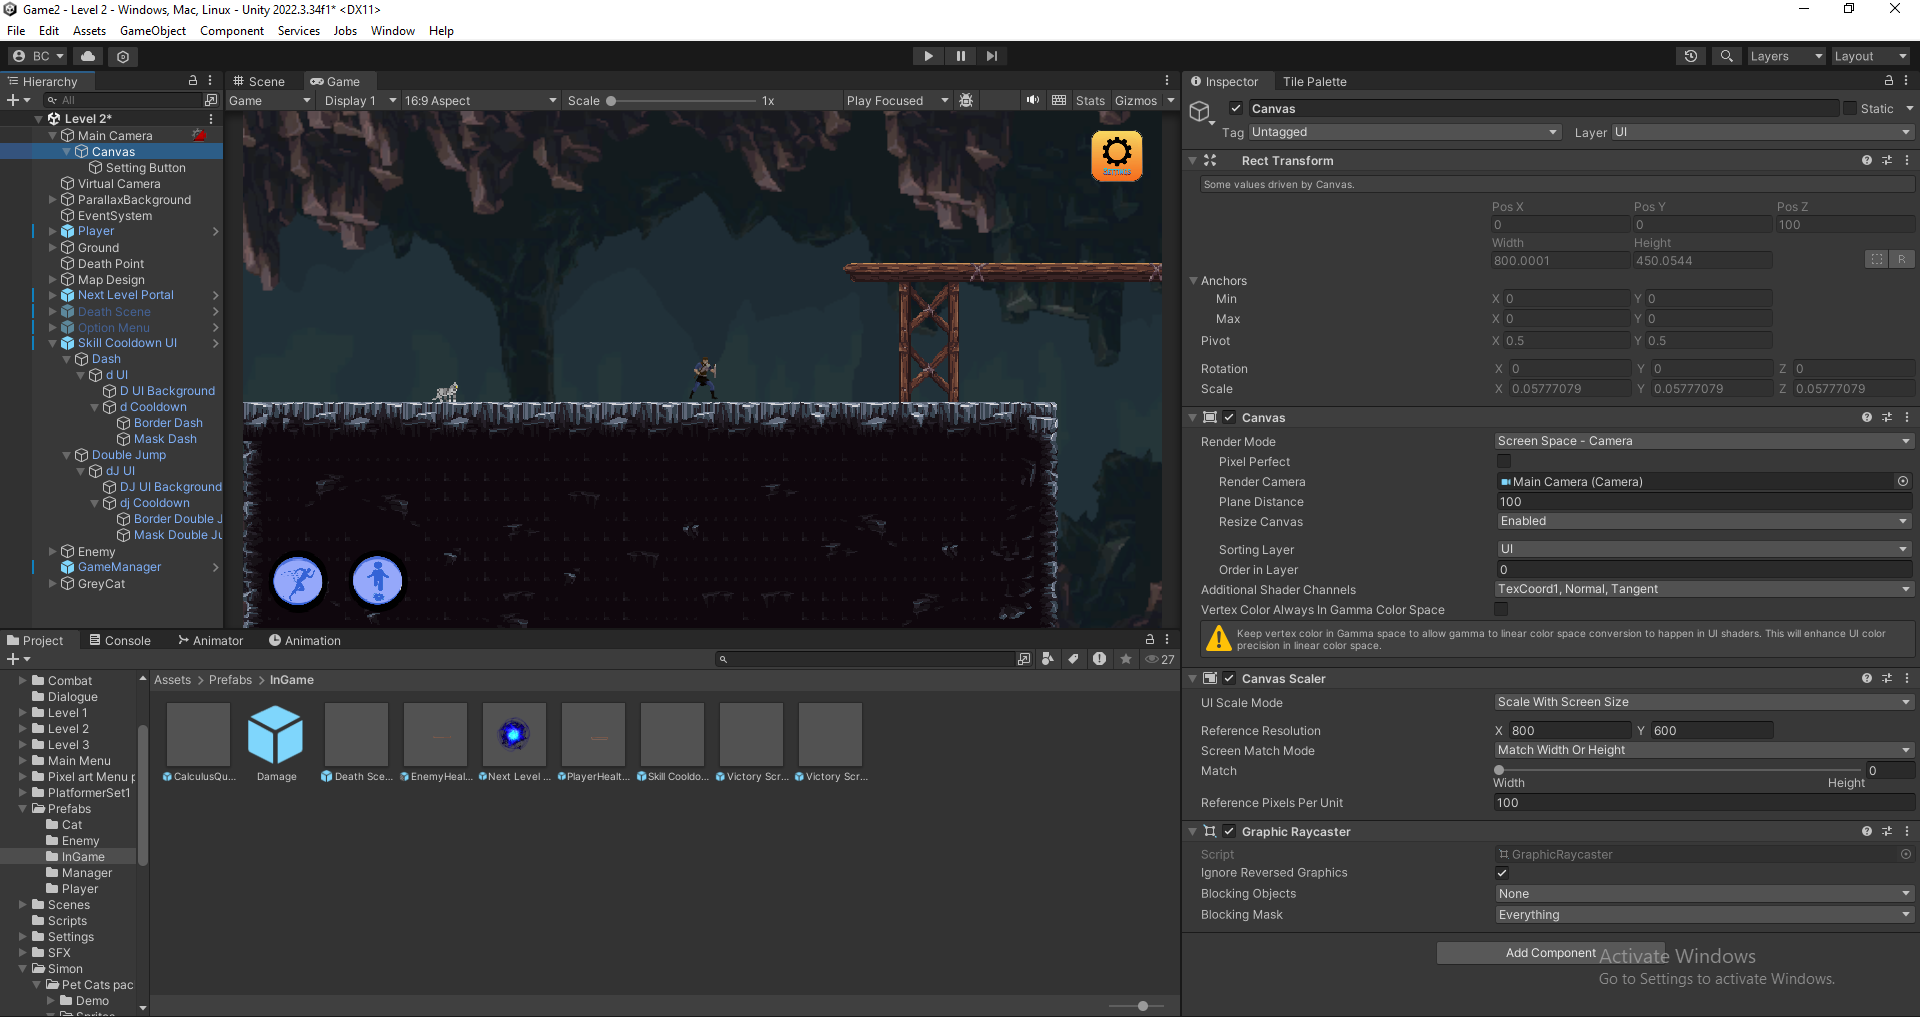 Game2 - Level 2 - Windows, Mac, Linux - Unity 2022.3.34f1* <DX11>
File Edit Assets GameObject Component Services Jobs Window Help
BC Layers Layout
Hierarchy
All
Level 2*
Main Camera
Canvas
Setting Button
Virtual Camera
ParallaxBackground
EventSystem
Player
Ground
Death Point
Map Design
Next Level Portal
Death Scene
Option Menu
Skill Cooldown UI
Dash
d UI
D UI Background
d Cooldown
Border Dash
Mask Dash
Double Jump
dJ UI
DJ UI Background
dj Cooldown
Border Double J
Mask Double Ju
Enemy
GameManager
GreyCat
Scene Game
Game Display 1 16:9 Aspect Scale 1x Play Focused Stats Gizmos
Inspector Tile Palette
Canvas Static
Tag Untagged Layer UI
Rect Transform
Some values driven by Canvas.
Pos X Pos Y Pos Z
0 0 100
Width Height
800.0001 450.0544 R
Anchors
Min X 0 Y 0
Max X 0 Y 0
Pivot X 0.5 Y 0.5
Rotation X 0 Y 0 Z 0
Scale X 0.05777079 Y 0.05777079 Z 0.05777079
Canvas
Render Mode Screen Space - Camera
Pixel Perfect
Render Camera Main Camera (Camera)
Plane Distance 100
Resize Canvas Enabled
Sorting Layer UI
Order in Layer 0
Additional Shader Channels TexCoord1, Normal, Tangent
Vertex Color Always In Gamma Color Space
Keep vertex color in Gamma space to allow gamma to linear color space conversion to happen in UI shaders. This will enhance UI color
precision in linear color space.
Canvas Scaler
UI Scale Mode Scale With Screen Size
Reference Resolution X 800 Y 600
Screen Match Mode Match Width Or Height
Match 0
Width Height
Reference Pixels Per Unit 100
Graphic Raycaster
Script GraphicRaycaster
Ignore Reversed Graphics
Blocking Objects None
Blocking Mask Everything
Add Component
Activate Windows
Go to Settings to activate Windows.
Project Console Animator Animation
27
Combat
Dialogue
Level 1
Level 2
Level 3
Main Menu
Pixel art Menu p
PlatformerSet1
Prefabs
Cat
Enemy
InGame
Manager
Player
Scenes
Scripts
Settings
SFX
Simon
Pet Cats pac
Demo
Sprites
Assets > Prefabs > InGame
CalculusQu... Damage Death Sce... EnemyHeal... Next Level ... PlayerHealt... Skill Cooldo... Victory Scr... Victory Scr...